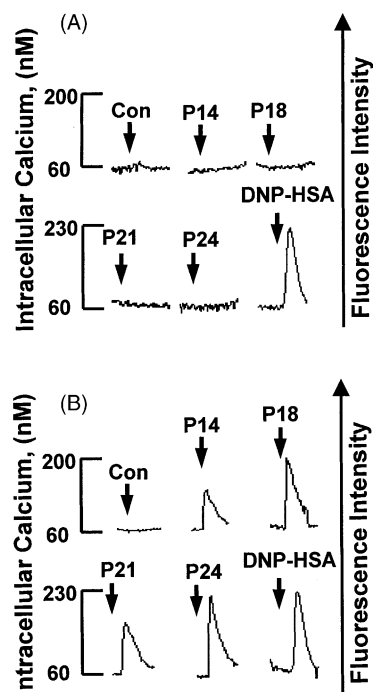 (A)
Intracellular Calcium, (nM)
Fluorescence Intensity
200
Con
P14
P18
60
DNP-HSA
230
P21
P24
60
(B)
ntracellular Calcium, (nM)
Fluorescence Intensity
P14
P18
200
Con
60
P21
P24
DNP-HSA
230
60